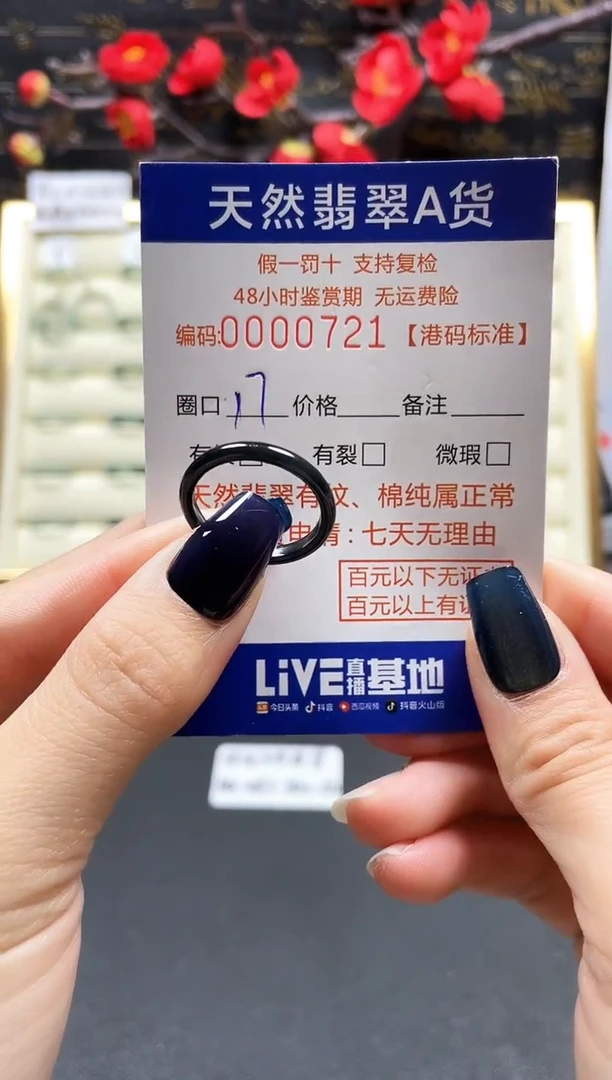 天然翡翠A货
假一罚十 支持复检
48小时鉴赏期 无运费险
编码:0000721【港码标准】
圈口 17 价格 备注
有 有裂 微瑕
天然翡翠有纹、棉纯属正常
申请:七天无理由
百元以下无证
百元以上有证
LiVE直播基地
今日头条 抖音 西瓜视频 抖音火山版